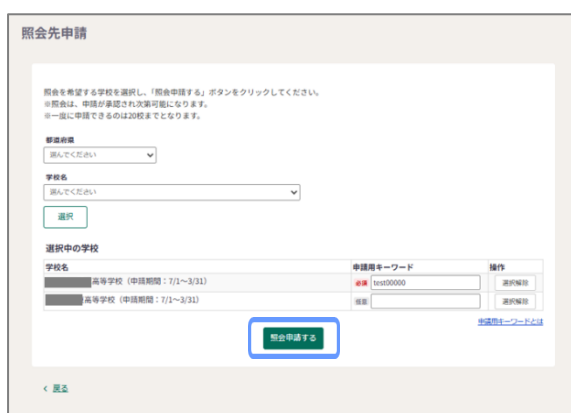 照会先申請
照会を希望する学校を選択し、「照会申請する」ボタンをクリックしてください。
※照会は、申請が承認され次第可能になります。
※一度に申請できるのは20校までとなります。
都道府県
選んでください
学校名
選んでください
選択
選択中の学校
学校名 申請用キーワード 操作
高等学校（申請期間：7/1～3/31） 必須 test00000 選択解除
高等学校（申請期間：7/1～3/31） 任意 選択解除
申請用キーワードとは
照会申請する
< 戻る